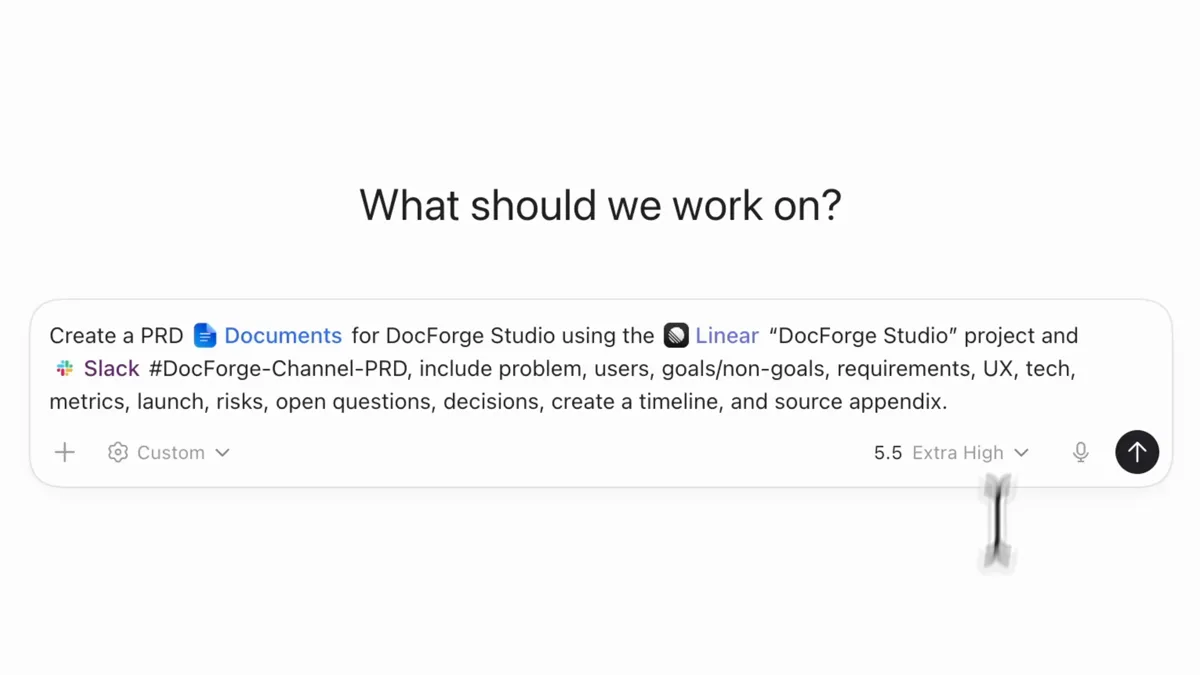 What should we work on?
Create a PRD Documents for DocForge Studio using the Linear “DocForge Studio” project and
Slack #DocForge-Channel-PRD, include problem, users, goals/non-goals, requirements, UX, tech,
metrics, launch, risks, open questions, decisions, create a timeline, and source appendix.
Custom 5.5 Extra High